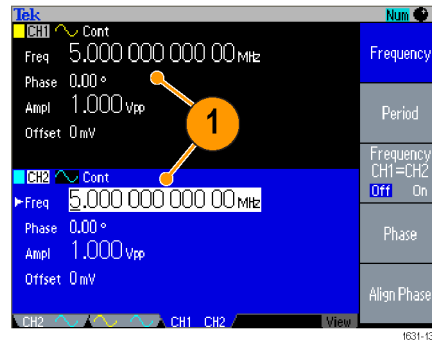 Tek Num
CH1 Cont
Freq 5.000 000 000 00 MHz
Phase 0.00 °
Ampl 1.000 Vpp
Offset 0 mV
1
CH2 Cont
Freq 5.000 000 000 00 MHz
Phase 0.00 °
Ampl 1.000 Vpp
Offset 0 mV
CH2 CH1 CH2 View
Frequency
Period
Frequency
CH1=CH2
Off On
Phase
Align Phase
1631-13